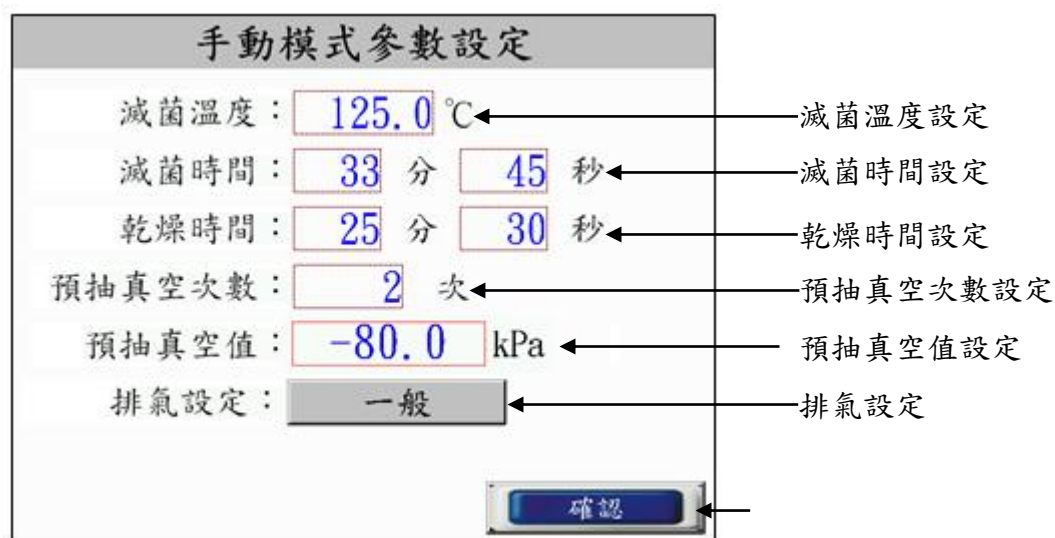 手動模式參數設定
滅菌溫度： 125.0 ℃ 滅菌溫度設定
滅菌時間： 33 分 45 秒 滅菌時間設定
乾燥時間： 25 分 30 秒 乾燥時間設定
預抽真空次數： 2 次 預抽真空次數設定
預抽真空值： -80.0 kPa 預抽真空值設定
排氣設定： 一般 排氣設定
確認